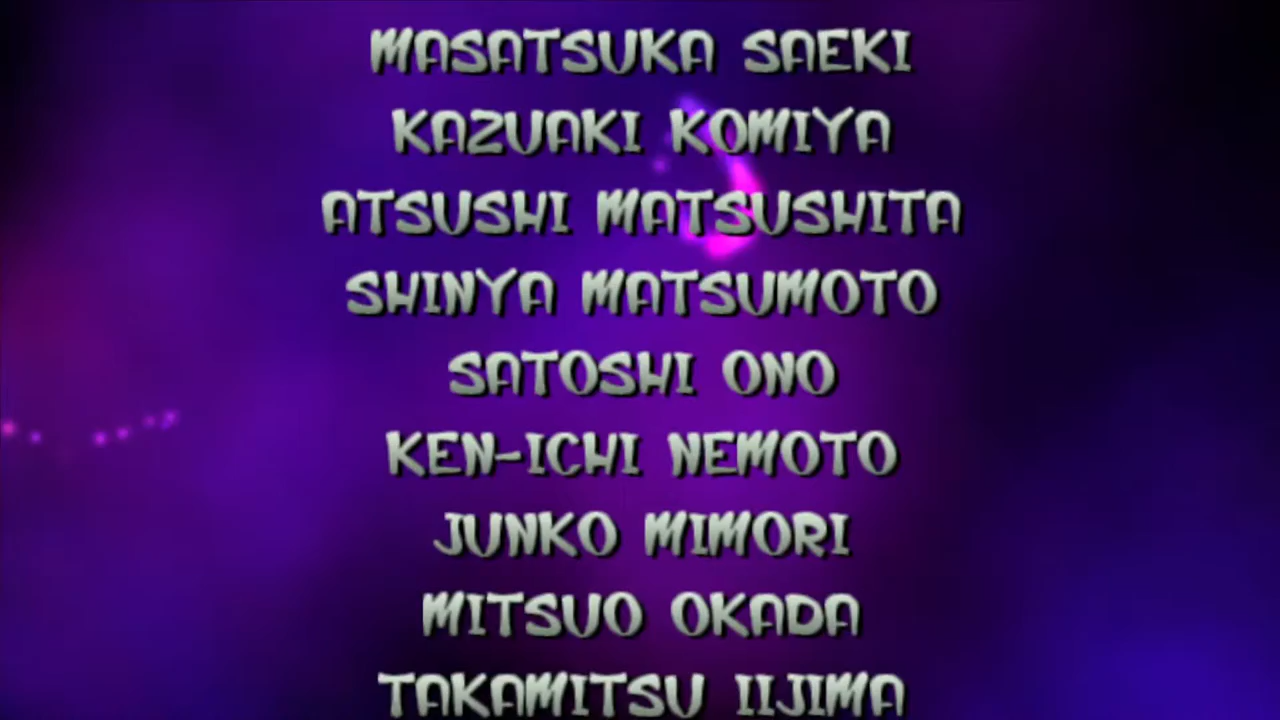 MASATSUKA SAEKI
KAZUAKI KOMIYA
ATSUSHI MATSUSHITA
SHINYA MATSUMOTO
SATOSHI ONO
KEN-ICHI NEMOTO
JUNKO MIMORI
MITSUO OKADA
TAKAMITSU IIJIMA